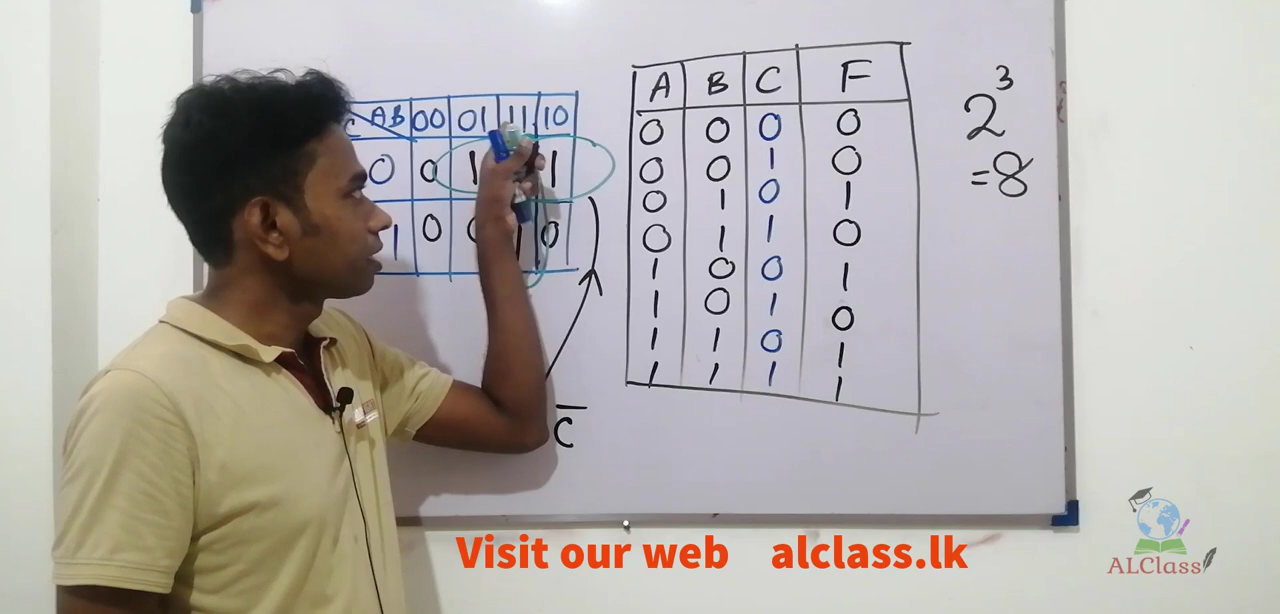 C AB 00 01 11 10
0 0 1 1
1 0 0 1 0
C̅
A B C F
0 0 0 0
0 0 1 0
0 1 0 1
0 1 1 0
1 0 0 1
1 0 1 0
1 1 0 1
1 1 1 1
2³
=8
Visit our web alclass.lk
ALClass